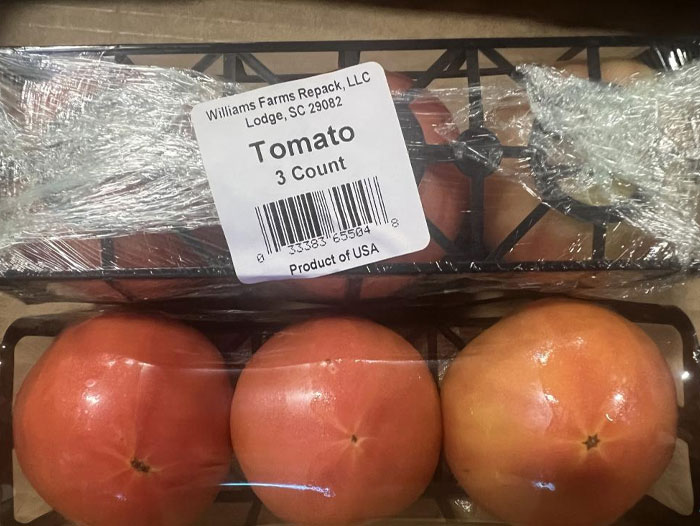 Williams Farms Repack, LLC
Lodge, SC 29082
Tomato
3 Count
0 33383 65504 8
Product of USA